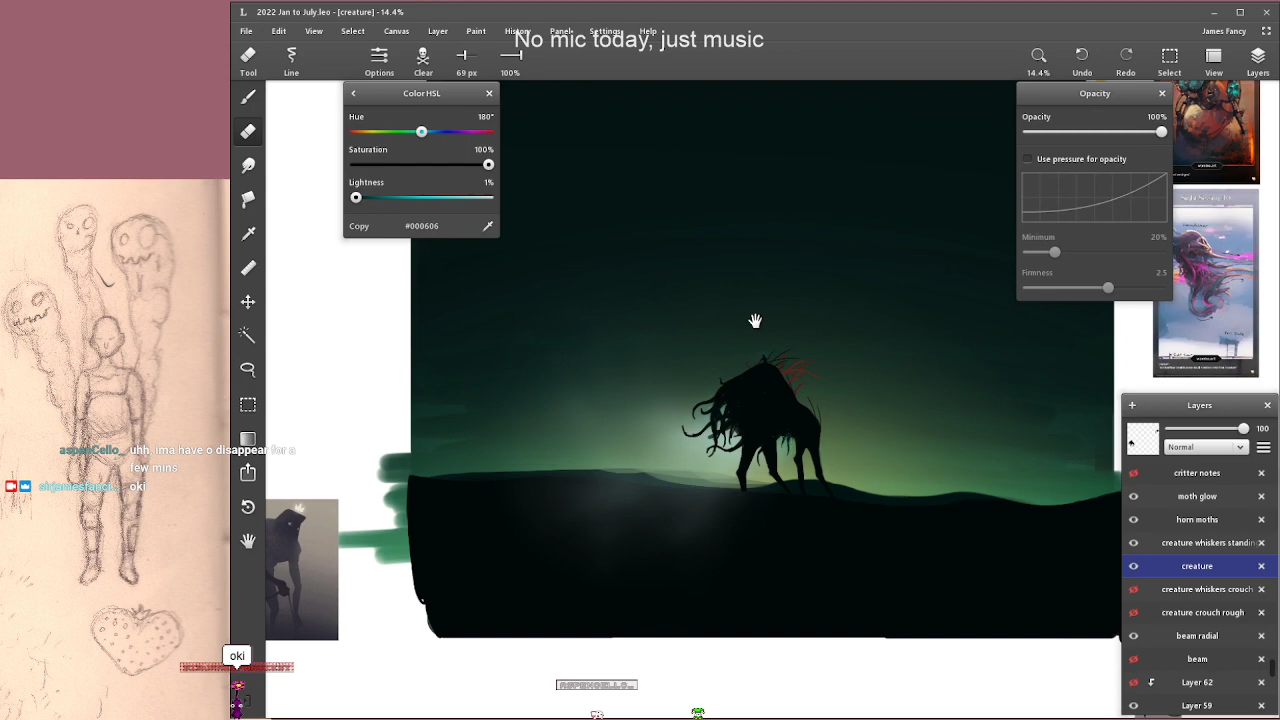 L 2022 Jan to July.leo - [creature] - 14.4%
File Edit View Select Canvas Layer Paint History Panel Settings Help James Fancy
No mic today, just music
Tool Line Options Clear 69 px 100% 14.4% Undo Redo Select View Layers
Color HSL
Hue 180°
Saturation 100%
Lightness 1%
Copy #000606
Opacity
Opacity 100%
Use pressure for opacity
Minimum 20%
Firmness 2.5
Layers
100
Normal
critter notes
moth glow
horn moths
creature whiskers standin
creature
creature whiskers crouch
creature crouch rough
beam radial
beam
Layer 62
Layer 59
aspenCello_ uhh, ima have o disappear for a
few mins
sirjamesfanci... oki
oki
ASPENCELLO_